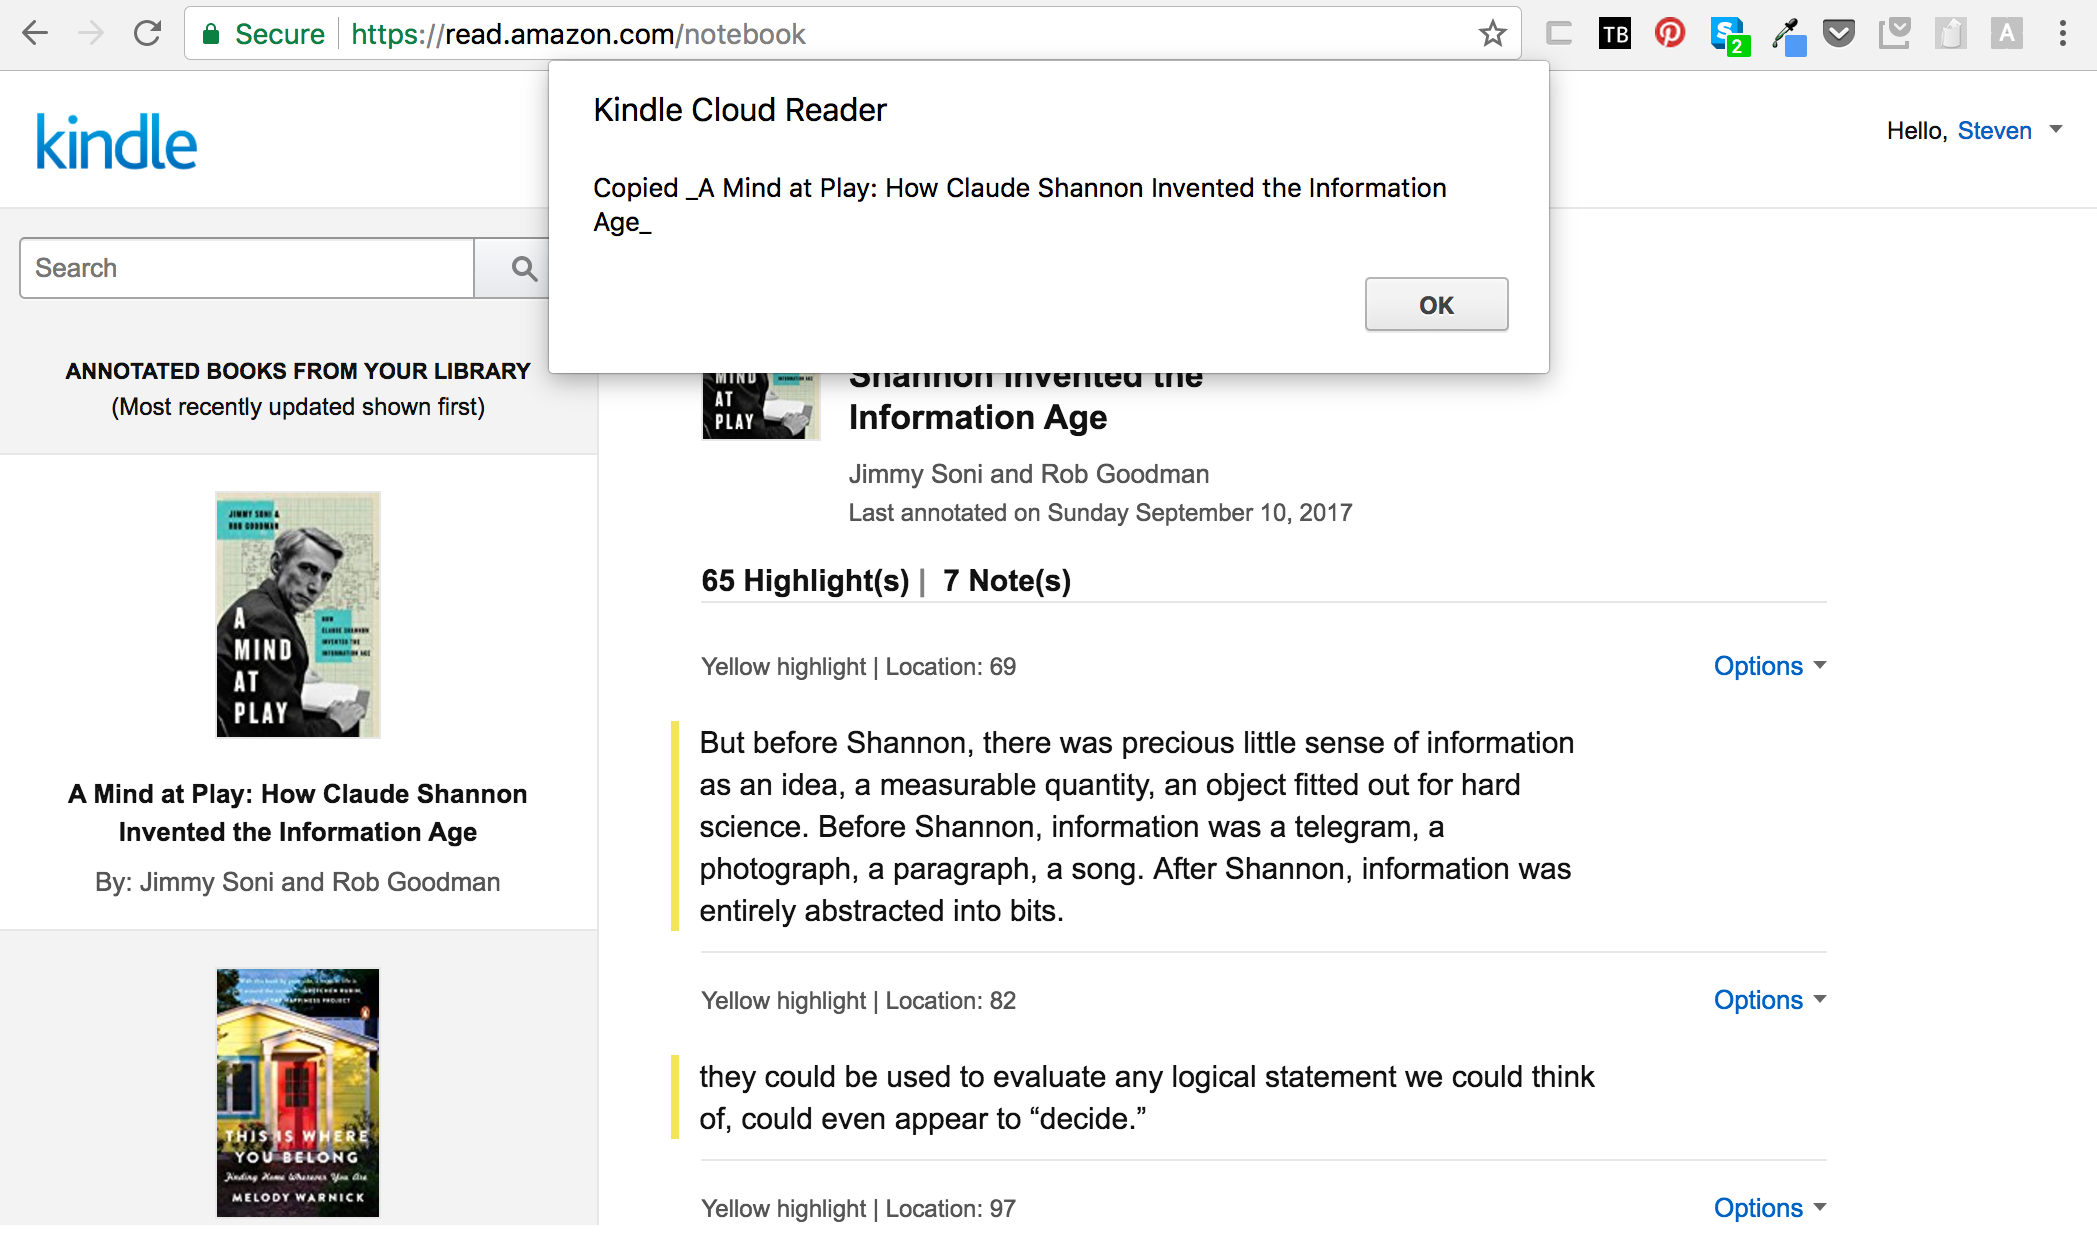 Secure
https://read.amazon.com/notebook
TB
2
A
Kindle Cloud Reader
Copied _A Mind at Play: How Claude Shannon Invented the Information
Age_
OK
kindle
Hello, Steven
Search
ANNOTATED BOOKS FROM YOUR LIBRARY
(Most recently updated shown first)
JIMMY SONI &
ROB GOODMAN
A
MIND
AT
PLAY
HOW
CLAUDE SHANNON
INVENTED THE
INFORMATION AGE
A Mind at Play: How Claude Shannon
Invented the Information Age
By: Jimmy Soni and Rob Goodman
THIS IS WHERE
YOU BELONG
Finding Home Wherever You Are
MELODY WARNICK
MIND
AT
PLAY
Shannon Invented the
Information Age
Jimmy Soni and Rob Goodman
Last annotated on Sunday September 10, 2017
65 Highlight(s) | 7 Note(s)
Yellow highlight | Location: 69
Options
But before Shannon, there was precious little sense of information
as an idea, a measurable quantity, an object fitted out for hard
science. Before Shannon, information was a telegram, a
photograph, a paragraph, a song. After Shannon, information was
entirely abstracted into bits.
Yellow highlight | Location: 82
Options
they could be used to evaluate any logical statement we could think
of, could even appear to “decide.”
Yellow highlight | Location: 97
Options